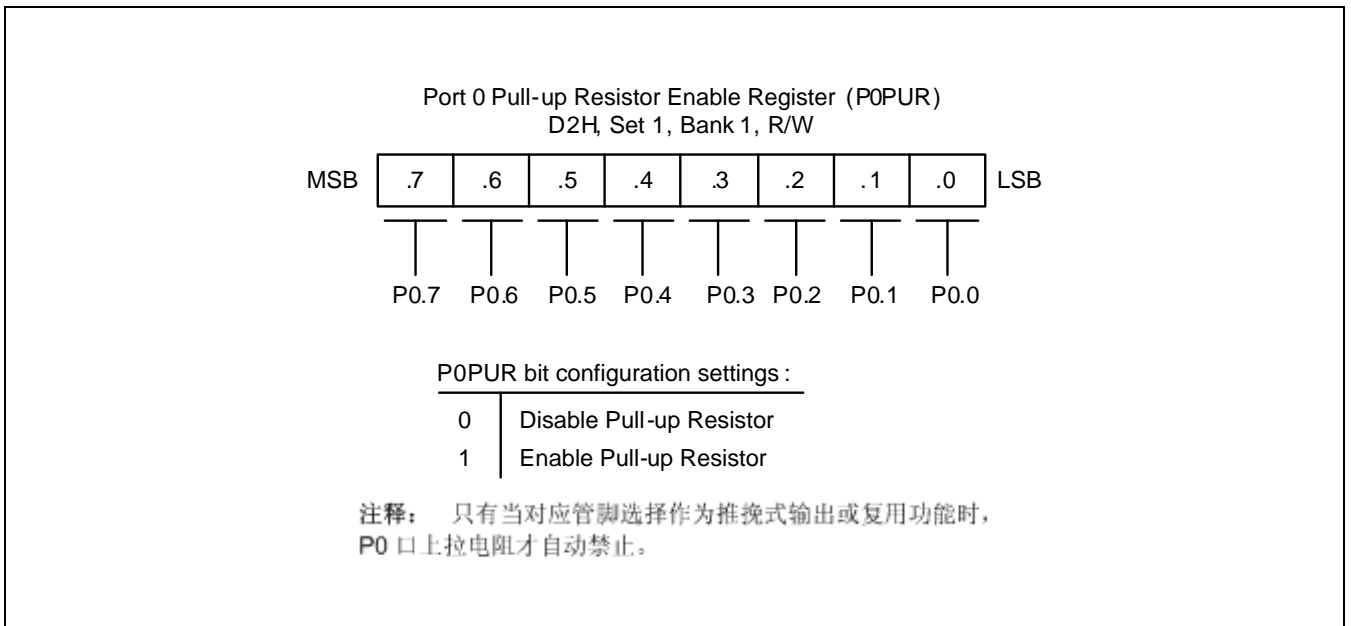 Port 0 Pull-up Resistor Enable Register (P0PUR)
D2H, Set 1, Bank 1, R/W
MSB .7 .6 .5 .4 .3 .2 .1 .0 LSB
P0.7 P0.6 P0.5 P0.4 P0.3 P0.2 P0.1 P0.0
P0PUR bit configuration settings :
0 Disable Pull-up Resistor
1 Enable Pull-up Resistor
注释： 只有当对应管脚选择作为推挽式输出或复用功能时，
P0 口上拉电阻才自动禁止。